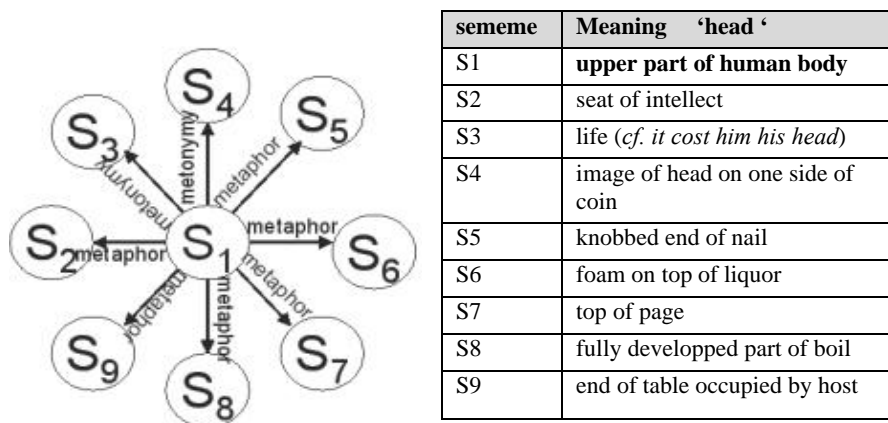 S4
S3
S5
metonymy
metonymy
metaphor
S2
metaphor
S1
metaphor
S6
metaphor
metaphor
metaphor
S9
S8
S7
sememe Meaning ‘head ‘
S1 upper part of human body
S2 seat of intellect
S3 life (cf. it cost him his head)
S4 image of head on one side of
coin
S5 knobbed end of nail
S6 foam on top of liquor
S7 top of page
S8 fully developped part of boil
S9 end of table occupied by host